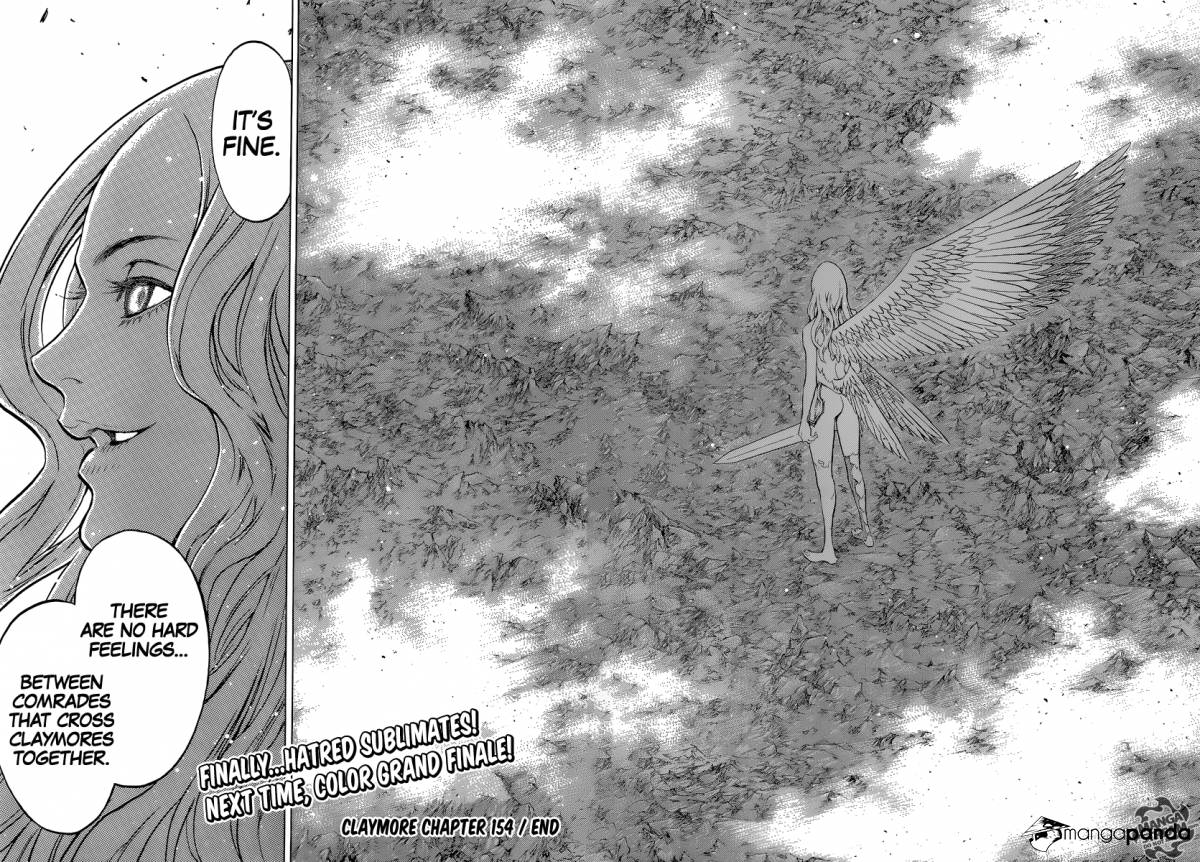 IT'S
FINE.
THERE
ARE NO HARD
FEELINGS...
BETWEEN
COMRADES
THAT CROSS
CLAYMORES
TOGETHER.
FINALLY...HATRED SUBLIMATES!
NEXT TIME, COLOR GRAND FINALE!
CLAYMORE CHAPTER 154 / END
MANGA
mangapanda